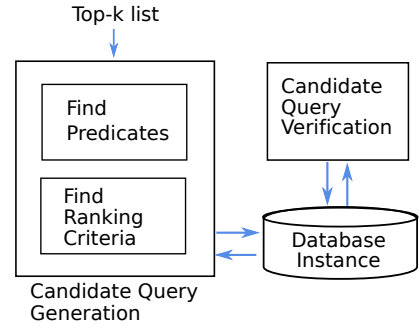 Top-k list
Find
Predicates
Find
Ranking
Criteria
Candidate Query
Generation
Candidate
Query
Verification
Database
Instance